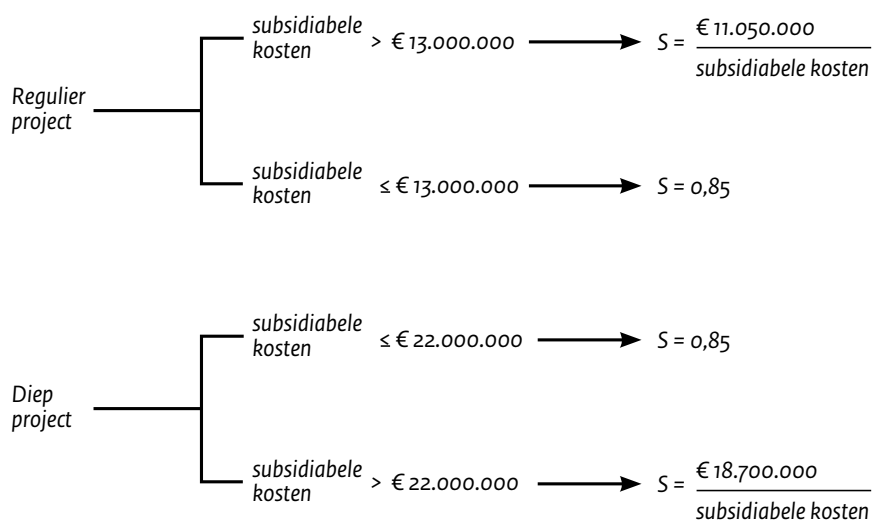 subsidiabele
kosten > € 13.000.000 S = € 11.050.000
subsidiabele kosten
Regulier
project
subsidiabele
kosten ≤ € 13.000.000 S = 0,85
subsidiabele
kosten ≤ € 22.000.000 S = 0,85
Diep
project
subsidiabele
kosten > € 22.000.000 S = € 18.700.000
subsidiabele kosten